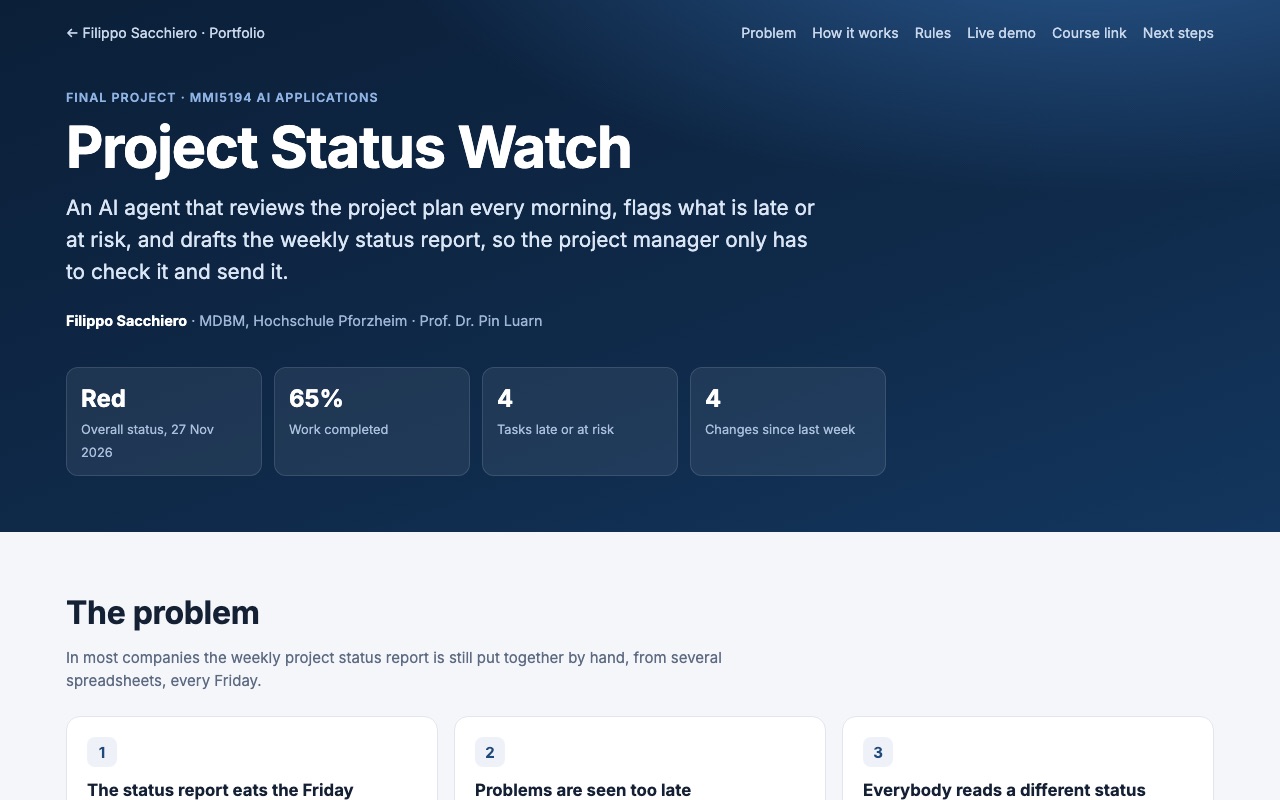 ← Filippo Sacchiero · Portfolio
Problem How it works Rules Live demo Course link Next steps
FINAL PROJECT · MMI5194 AI APPLICATIONS
Project Status Watch
An AI agent that reviews the project plan every morning, flags what is late or
at risk, and drafts the weekly status report, so the project manager only has
to check it and send it.
Filippo Sacchiero · MDBM, Hochschule Pforzheim · Prof. Dr. Pin Luarn
Red
Overall status, 27 Nov
2026
65%
Work completed
4
Tasks late or at risk
4
Changes since last week
The problem
In most companies the weekly project status report is still put together by hand, from several
spreadsheets, every Friday.
1
The status report eats the Friday
2
Problems are seen too late
3
Everybody reads a different status